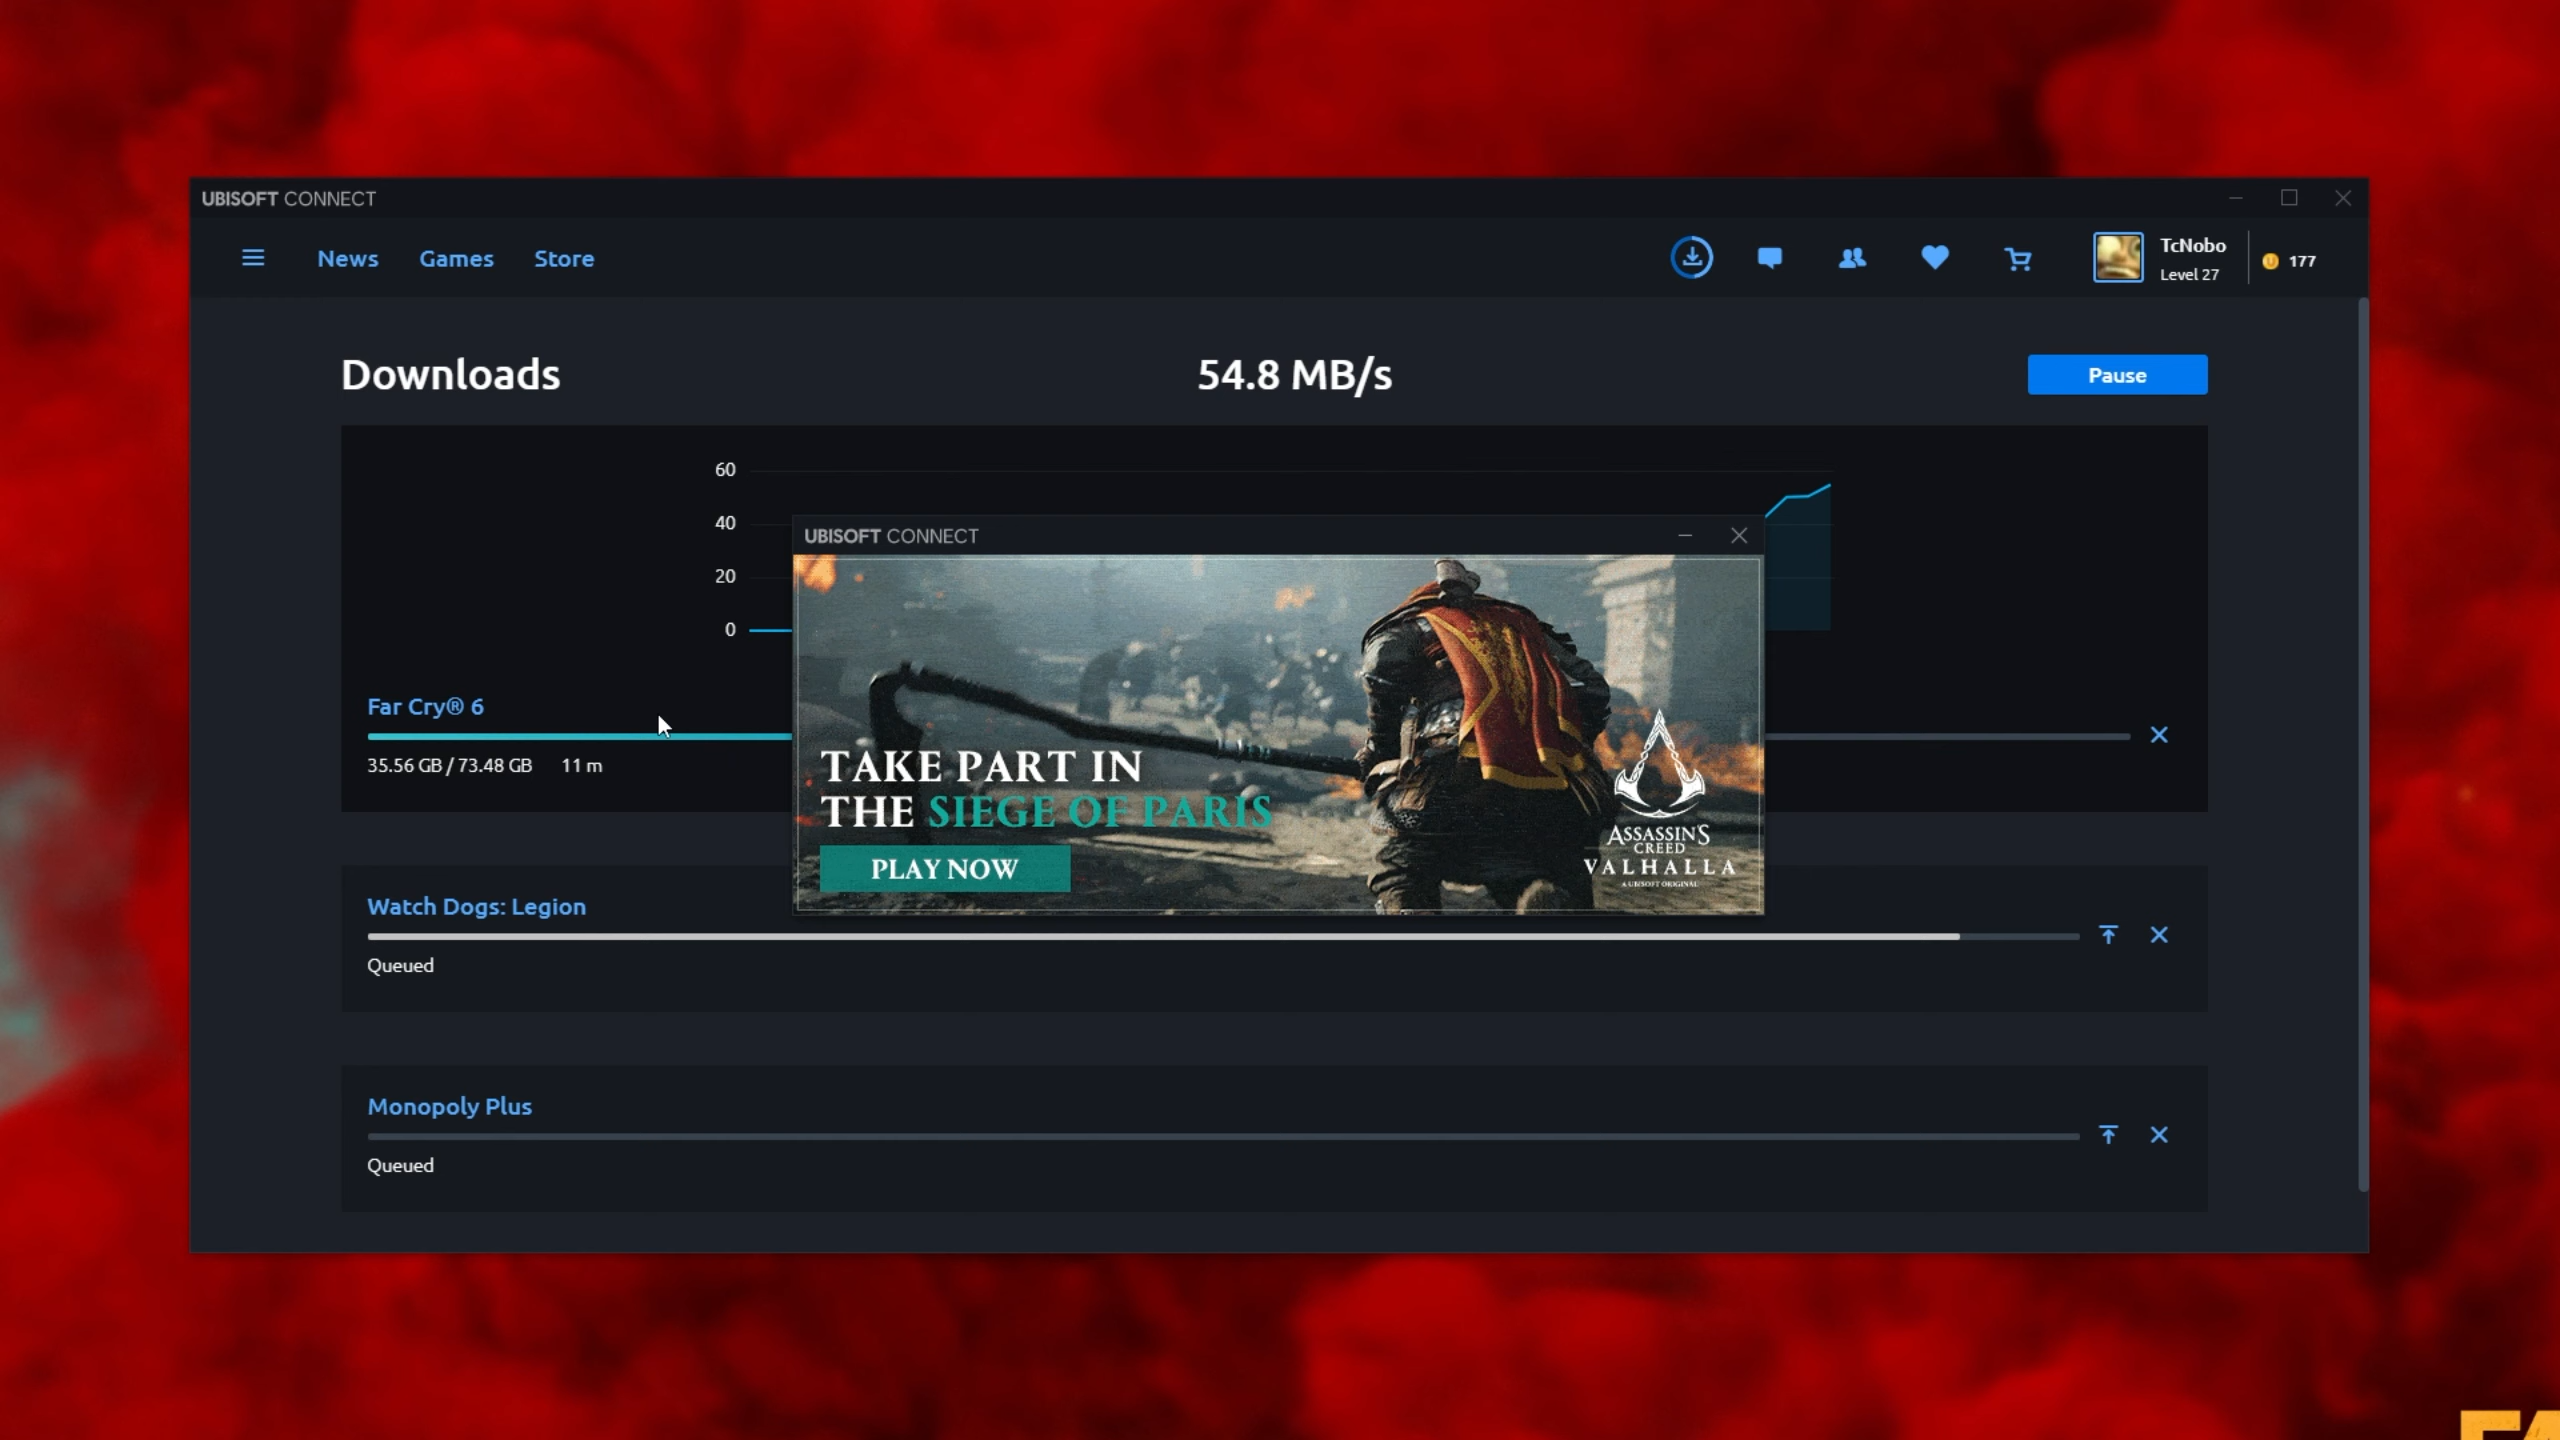 UBISOFT CONNECT
News Games Store
TcNobo
Level 27
177
Downloads 54.8 MB/s Pause
60
40
20
0
Far Cry® 6
35.56 GB / 73.48 GB 11 m
UBISOFT CONNECT
TAKE PART IN
THE SIEGE OF PARIS
PLAY NOW
ASSASSIN'S
CREED
VALHALLA
A UBISOFT ORIGINAL
Watch Dogs: Legion
Queued
Monopoly Plus
Queued